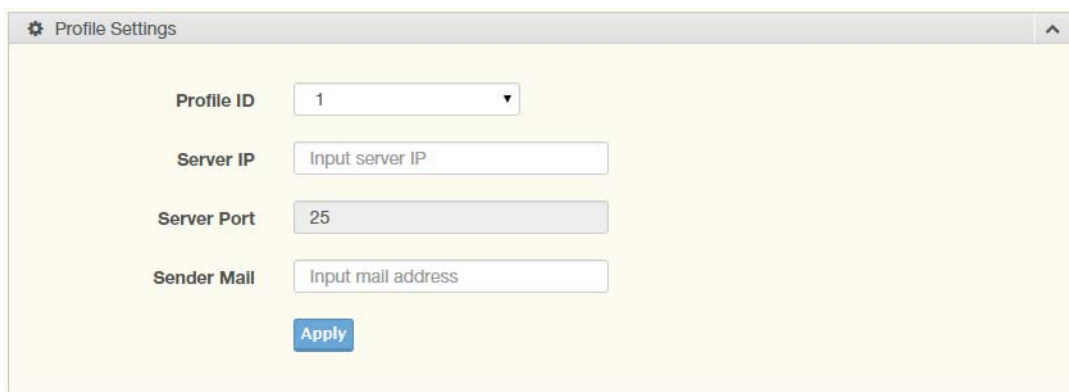 Profile Settings
Profile ID 1
Server IP Input server IP
Server Port 25
Sender Mail Input mail address
Apply